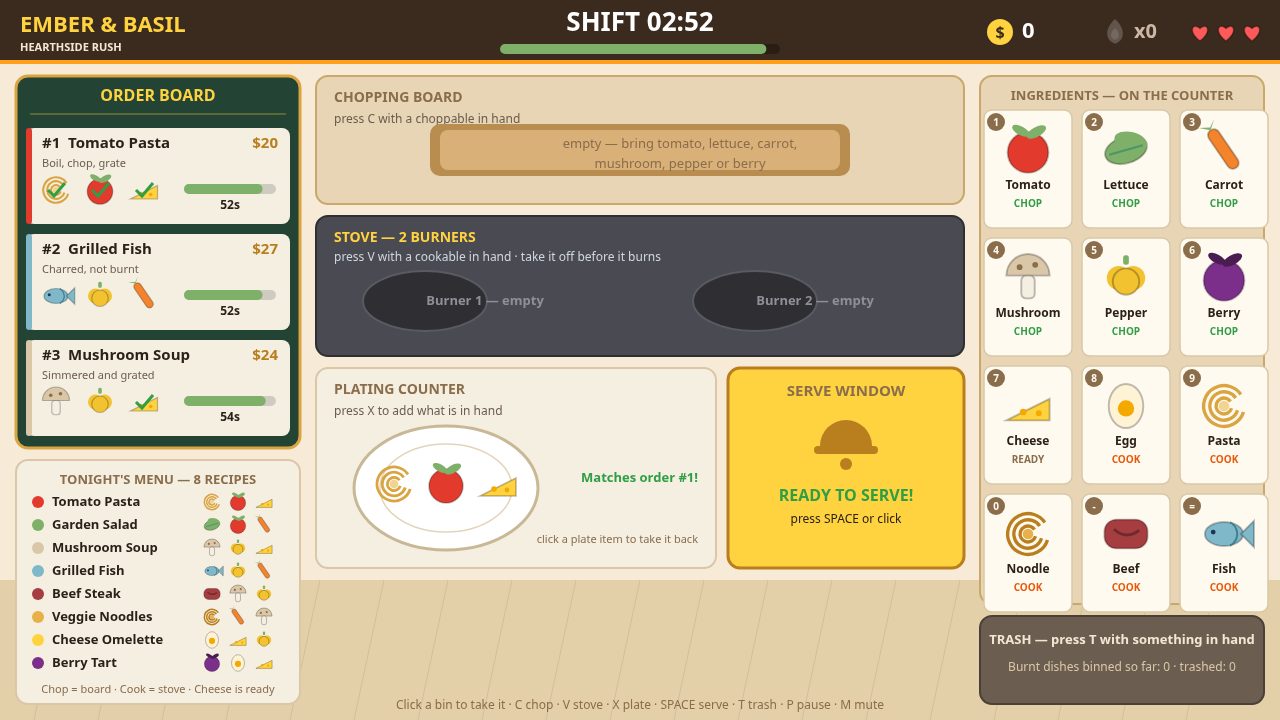 EMBER & BASIL
HEARTHSIDE RUSH
SHIFT 02:52
$ 0
x0
ORDER BOARD
#1 Tomato Pasta $20
Boil, chop, grate
52s
#2 Grilled Fish $27
Charred, not burnt
52s
#3 Mushroom Soup $24
Simmered and grated
54s
TONIGHT'S MENU — 8 RECIPES
Tomato Pasta
Garden Salad
Mushroom Soup
Grilled Fish
Beef Steak
Veggie Noodles
Cheese Omelette
Berry Tart
Chop = board · Cook = stove · Cheese is ready
CHOPPING BOARD
press C with a choppable in hand
empty — bring tomato, lettuce, carrot,
mushroom, pepper or berry
STOVE — 2 BURNERS
press V with a cookable in hand · take it off before it burns
Burner 1 — empty
Burner 2 — empty
PLATING COUNTER
press X to add what is in hand
Matches order #1!
click a plate item to take it back
SERVE WINDOW
READY TO SERVE!
press SPACE or click
INGREDIENTS — ON THE COUNTER
1
Tomato
CHOP
2
Lettuce
CHOP
3
Carrot
CHOP
4
Mushroom
CHOP
5
Pepper
CHOP
6
Berry
CHOP
7
Cheese
READY
8
Egg
COOK
9
Pasta
COOK
0
Noodle
COOK
-
Beef
COOK
=
Fish
COOK
TRASH — press T with something in hand
Burnt dishes binned so far: 0 · trashed: 0
Click a bin to take it · C chop · V stove · X plate · SPACE serve · T trash · P pause · M mute